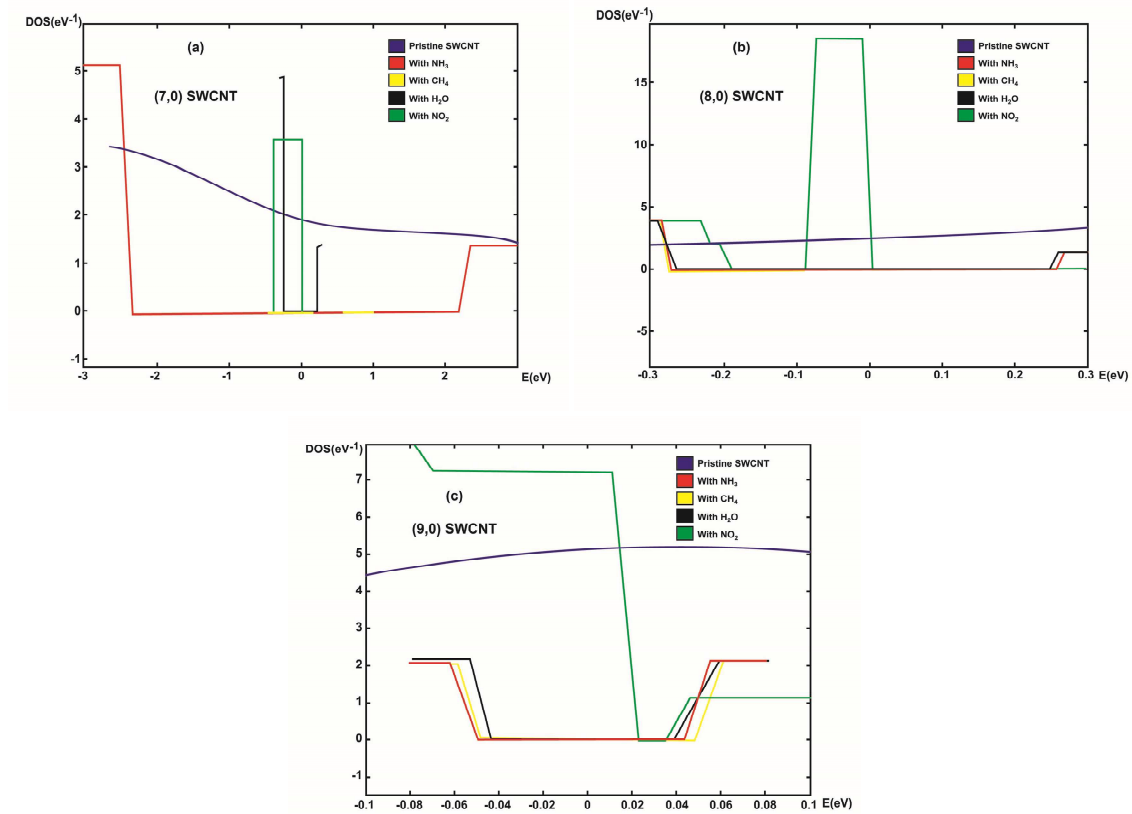 DOS(eV⁻¹)
(a)
(7,0) SWCNT
Pristine SWCNT
With NH₃
With CH₄
With H₂O
With NO₂
5
4
3
2
1
0
-1
-3
-2
-1
0
1
2
E(eV)
DOS(eV⁻¹)
(b)
(8,0) SWCNT
Pristine SWCNT
With NH₃
With CH₄
With H₂O
With NO₂
15
10
5
0
-5
-0.3
-0.2
-0.1
0
0.1
0.2
E(eV)
0.3
DOS(eV⁻¹)
(c)
(9,0) SWCNT
Pristine SWCNT
With NH₃
With CH₄
With H₂O
With NO₂
7
6
5
4
3
2
1
0
-1
-0.1
-0.08
-0.06
-0.04
-0.02
0
0.02
0.04
0.06
0.08
0.1
E(eV)